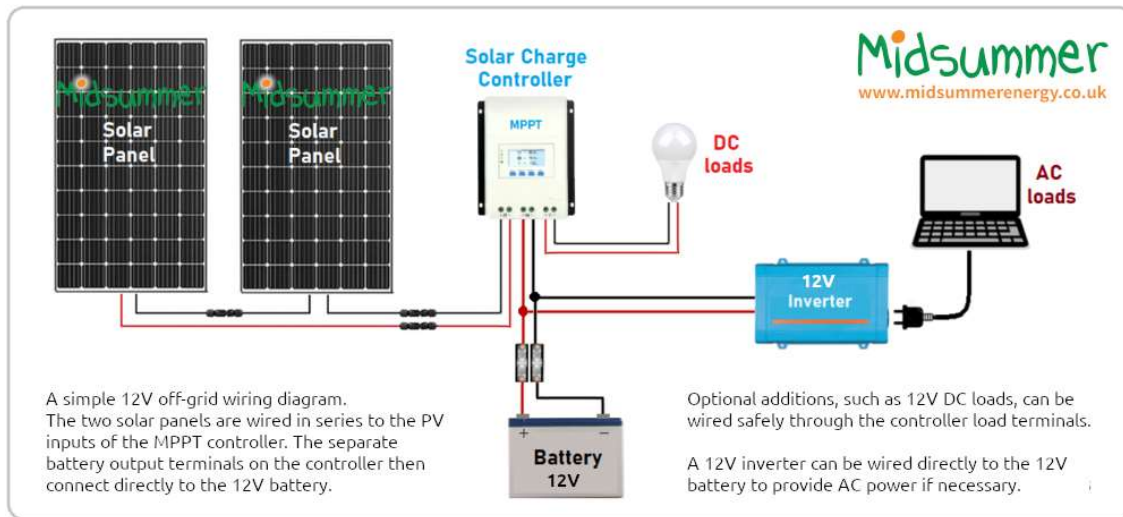 Midsummer
www.midsummerenergy.co.uk
Midsummer
Solar
Panel
Midsummer
Solar
Panel
Solar Charge
Controller
MPPT
DC
loads
AC
loads
12V
Inverter
+ −
Battery
12V
A simple 12V off-grid wiring diagram.
The two solar panels are wired in series to the PV
inputs of the MPPT controller. The separate
battery output terminals on the controller then
connect directly to the 12V battery.
Optional additions, such as 12V DC loads, can be
wired safely through the controller load terminals.
A 12V inverter can be wired directly to the 12V
battery to provide AC power if necessary.